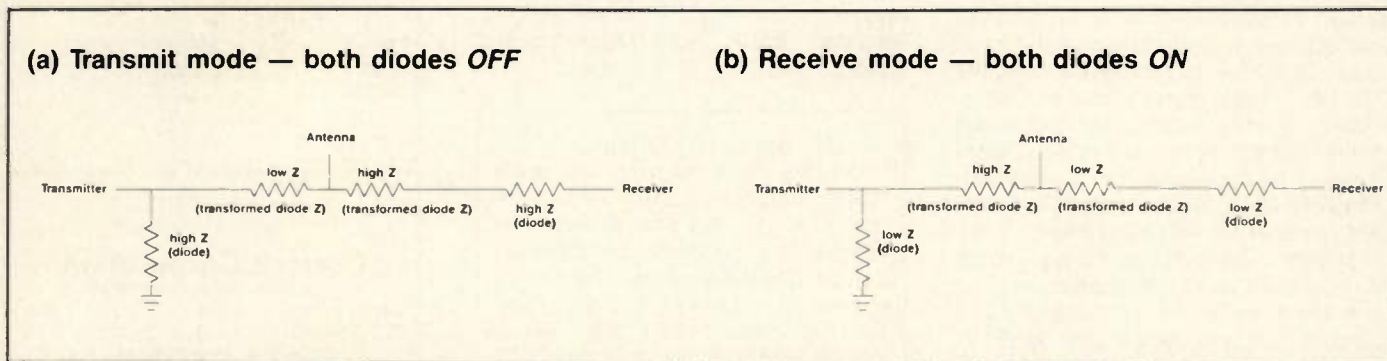 (a) Transmit mode — both diodes OFF
Antenna
low Z
high Z
Transmitter
Receiver
(transformed diode Z)
(transformed diode Z)
high Z
(diode)
high Z
(diode)
(b) Receive mode — both diodes ON
Antenna
high Z
low Z
Transmitter
Receiver
(transformed diode Z)
(transformed diode Z)
low Z
(diode)
low Z
(diode)